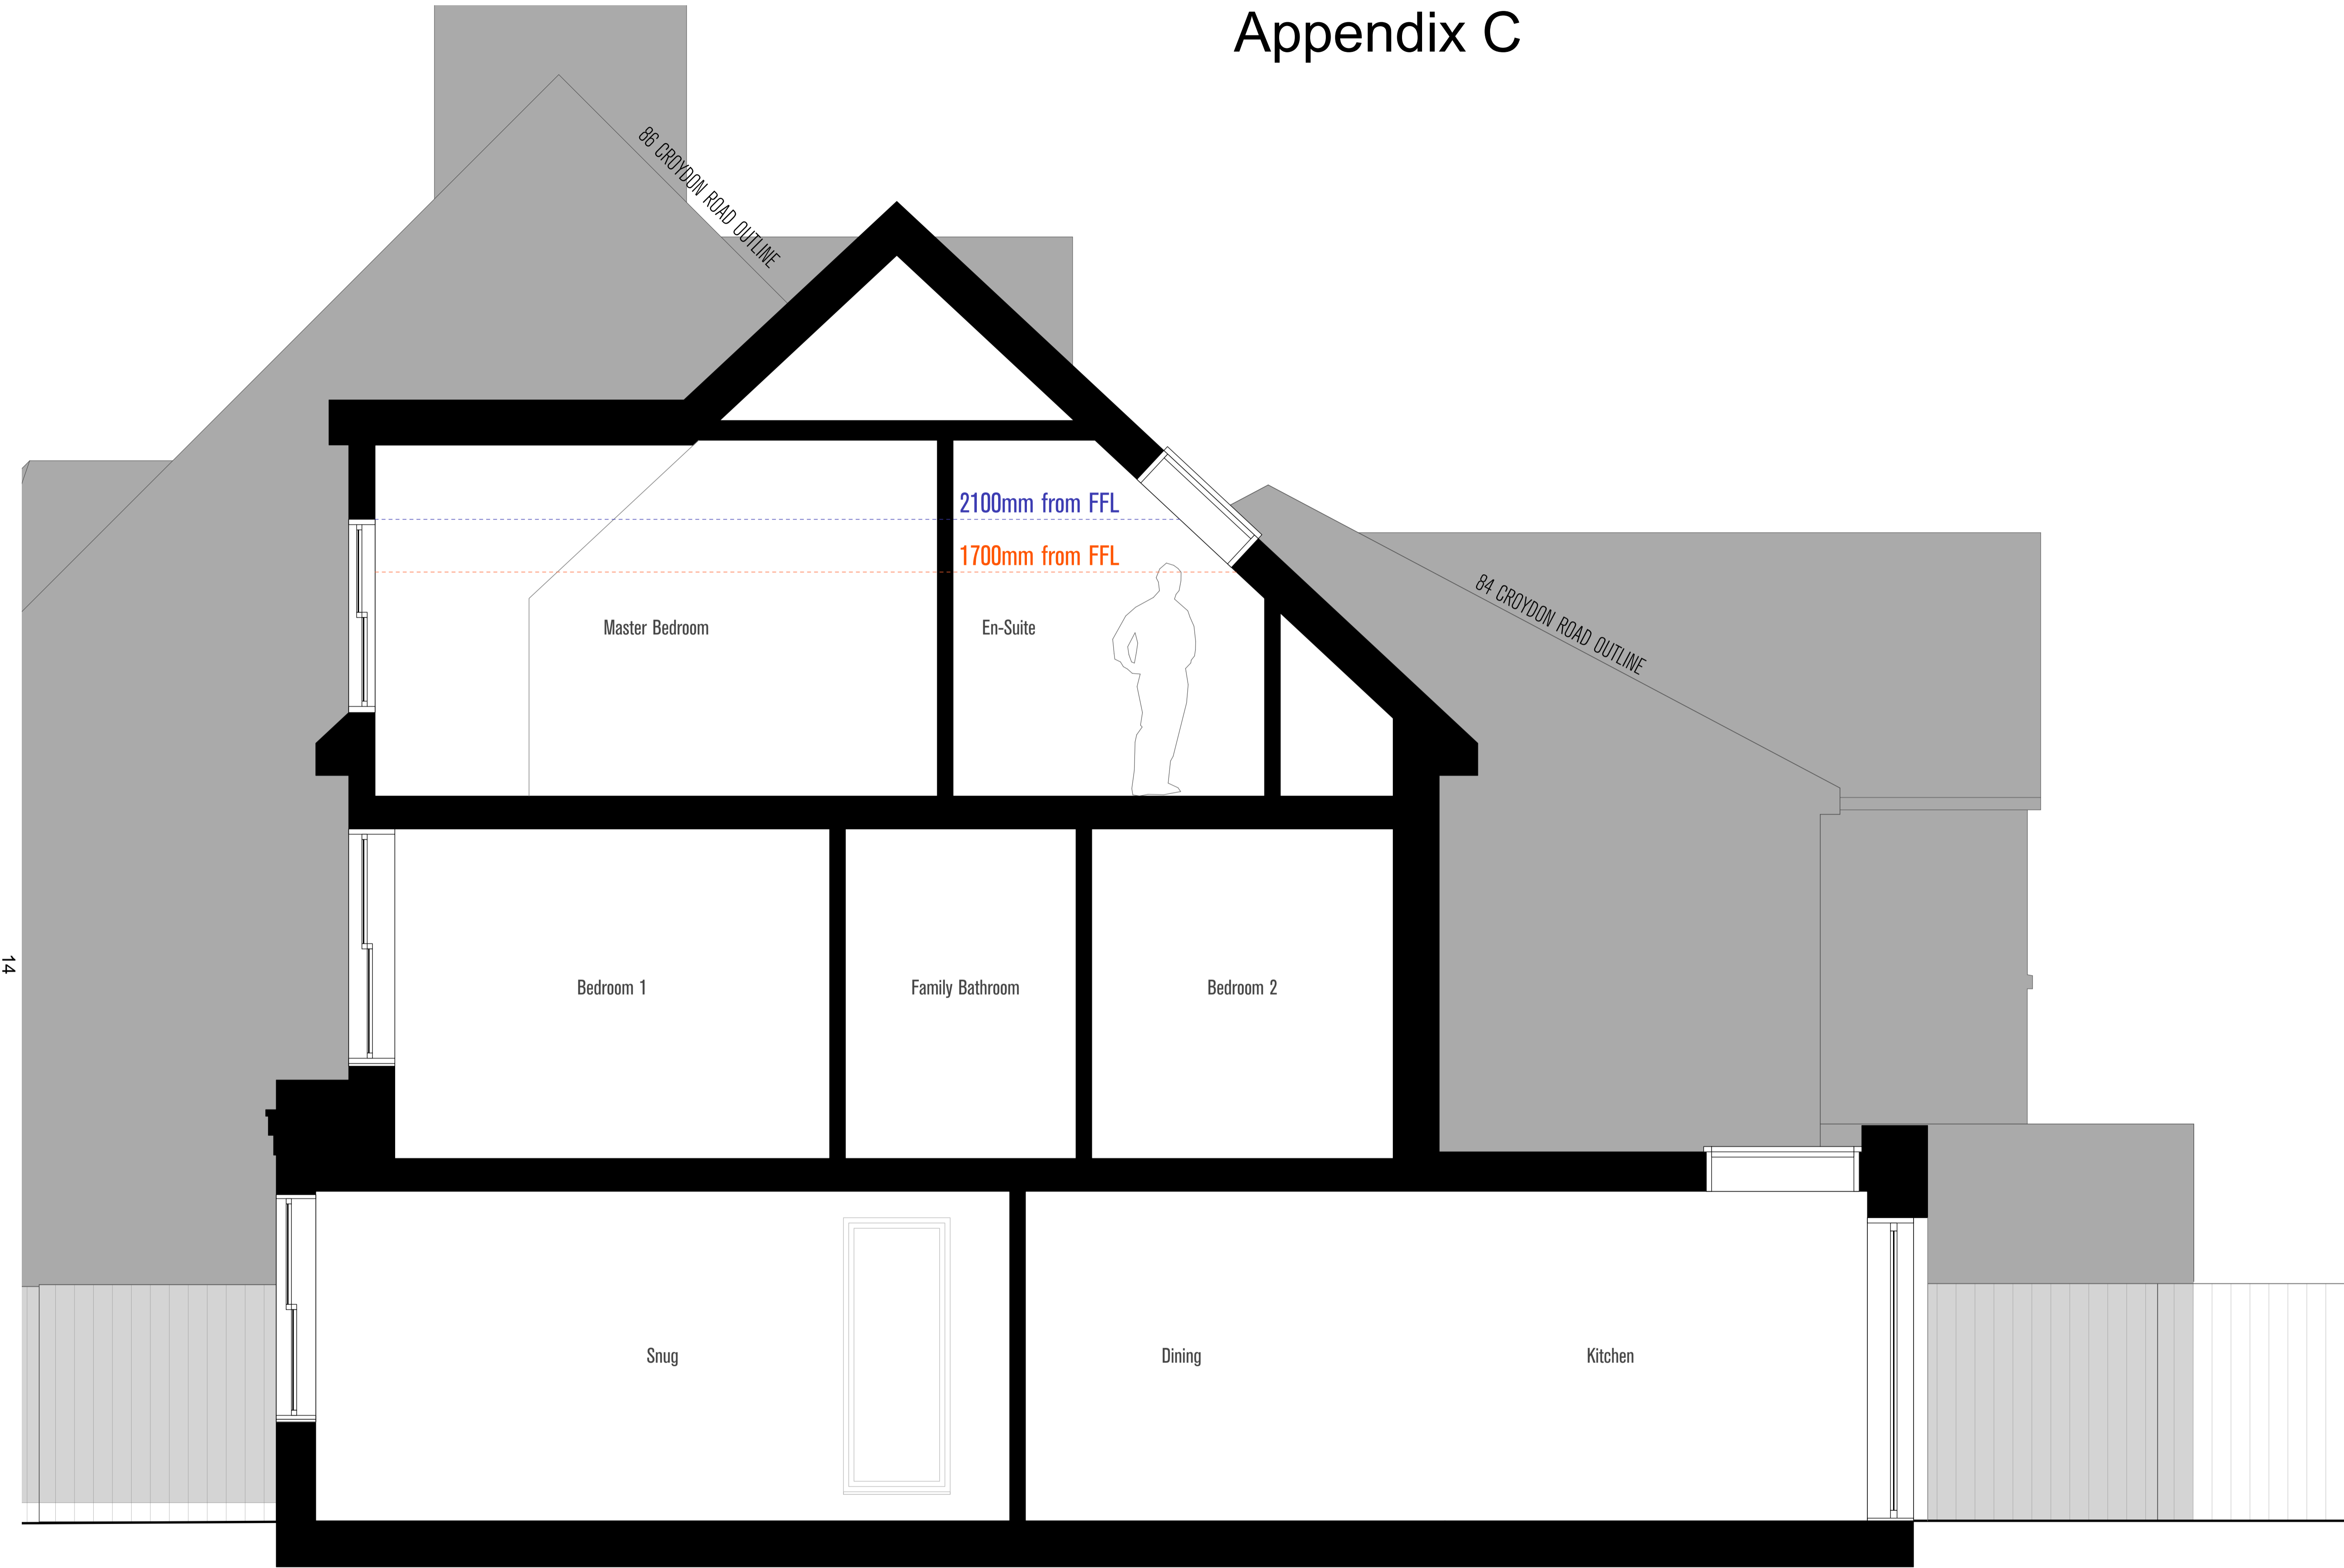 Appendix C
86 CROYDON ROAD OUTLINE
2100mm from FFL
1700mm from FFL
84 CROYDON ROAD OUTLINE
Master Bedroom
En-Suite
14
Bedroom 1
Family Bathroom
Bedroom 2
Snug
Dining
Kitchen